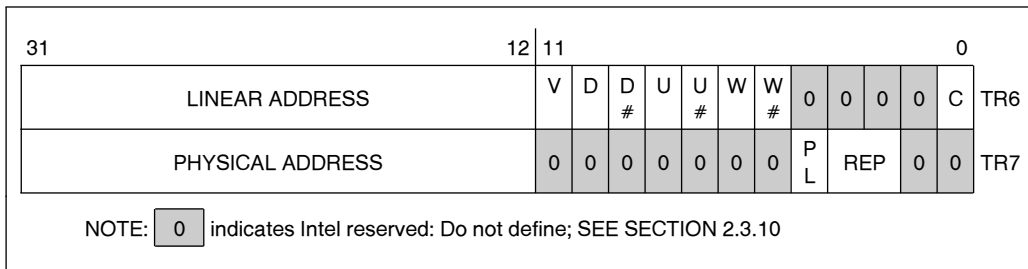 31 12 11 0
LINEAR ADDRESS V D D# U U# W W# 0 0 0 0 C TR6
PHYSICAL ADDRESS 0 0 0 0 0 0 0 PL REP 0 0 TR7
NOTE: 0 indicates Intel reserved: Do not define; SEE SECTION 2.3.10